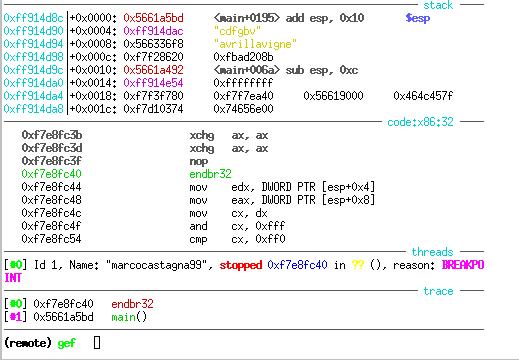 stack
0xff914d8c│+0x0000: 0x5661a5bd <main+0195> add esp, 0x10 $esp
0xff914d90│+0x0004: 0xff914dac "cdfgbv"
0xff914d94│+0x0008: 0x566336f8 "avrillavigne"
0xff914d98│+0x000c: 0xf7f28620 0xfbad208b
0xff914d9c│+0x0010: 0x5661a492 <main+006a> sub esp, 0xc
0xff914da0│+0x0014: 0xff914e54 0xffffffff
0xff914da4│+0x0018: 0xf7f3f780 0xf7f7ea40 0x56619000 0x464c457f
0xff914da8│+0x001c: 0xf7d10374 0x74656e00
code:x86:32
0xf7e8fc3b xchg ax, ax
0xf7e8fc3d xchg ax, ax
0xf7e8fc3f nop
0xf7e8fc40 endbr32
0xf7e8fc44 mov edx, DWORD PTR [esp+0x4]
0xf7e8fc48 mov eax, DWORD PTR [esp+0x8]
0xf7e8fc4c mov cx, dx
0xf7e8fc4f and cx, 0xfff
0xf7e8fc54 cmp cx, 0xff0
threads
[#0] Id 1, Name: "marcocastagna99", stopped 0xf7e8fc40 in ?? (), reason: BREAKPO
INT
trace
[#0] 0xf7e8fc40 endbr32
[#1] 0x5661a5bd main()
(remote) gef